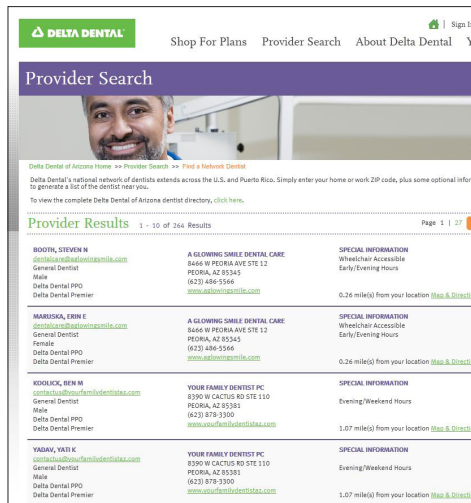 DELTA DENTAL®
Sign I
Shop For Plans Provider Search About Delta Dental Y
Provider Search
Delta Dental of Arizona Home >> Provider Search >> Find a Network Dentist
Delta Dental's national network of dentists extends across the U.S. and Puerto Rico. Simply enter your home or work ZIP code, plus some optional infor
to generate a list of the dentist near you.
To view the complete Delta Dental of Arizona dentist directory, click here.
Provider Results 1 - 10 of 264 Results Page 1 | 27
BOOTH, STEVEN N
dentalcare@aglowingsmile.com
General Dentist
Male
Delta Dental PPO
Delta Dental Premier
A GLOWING SMILE DENTAL CARE
8466 W PEORIA AVE STE 12
PEORIA, AZ 85345
(623) 486-5566
www.aglowingsmile.com
SPECIAL INFORMATION
Wheelchair Accessible
Early/Evening Hours
0.26 mile(s) from your location Map & Directi
MARUSKA, ERIN E
dentalcare@aglowingsmile.com
General Dentist
Female
Delta Dental PPO
Delta Dental Premier
A GLOWING SMILE DENTAL CARE
8466 W PEORIA AVE STE 12
PEORIA, AZ 85345
(623) 486-5566
www.aglowingsmile.com
SPECIAL INFORMATION
Wheelchair Accessible
Early/Evening Hours
0.26 mile(s) from your location Map & Directi
KOOLICK, BEN M
contactus@yourfamilydentistaz.com
General Dentist
Male
Delta Dental PPO
Delta Dental Premier
YOUR FAMILY DENTIST PC
8390 W CACTUS RD STE 110
PEORIA, AZ 85381
(623) 878-3300
www.yourfamilydentistaz.com
SPECIAL INFORMATION
Evening/Weekend Hours
1.07 mile(s) from your location Map & Directi
YADAV, YATI K
contactus@yourfamilydentistaz.com
General Dentist
Male
Delta Dental PPO
Delta Dental Premier
YOUR FAMILY DENTIST PC
8390 W CACTUS RD STE 110
PEORIA, AZ 85381
(623) 878-3300
www.yourfamilydentistaz.com
SPECIAL INFORMATION
Evening/Weekend Hours
1.07 mile(s) from your location Map & Directi